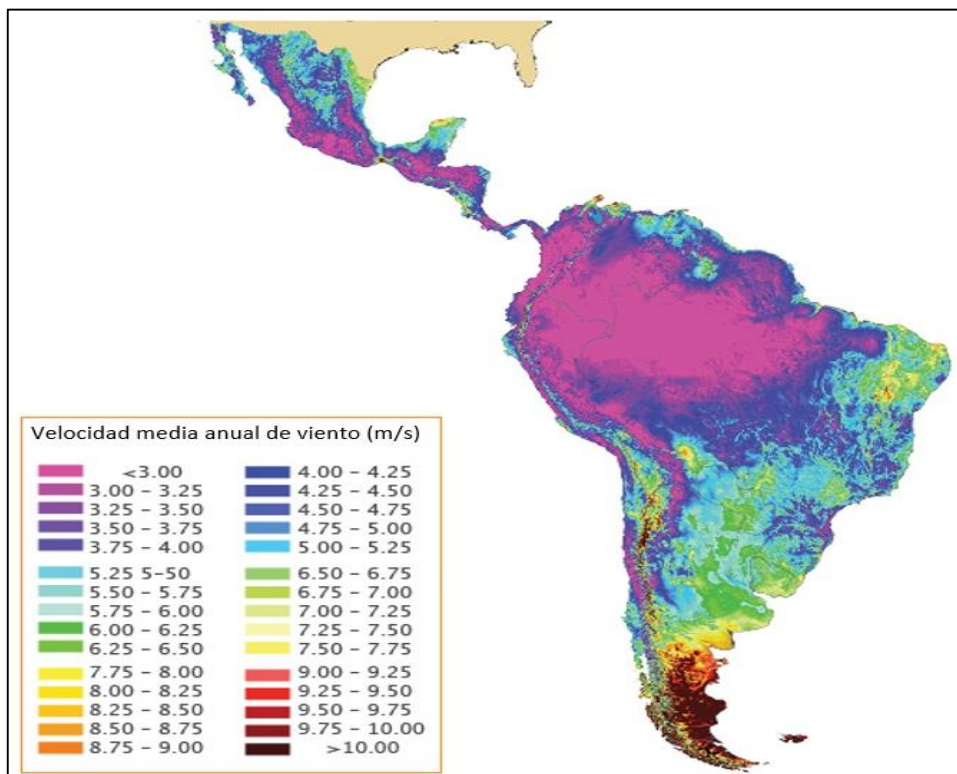 Velocidad media anual de viento (m/s)
<3.00
3.00 – 3.25
3.25 – 3.50
3.50 – 3.75
3.75 – 4.00
5.25 5-50
5.50 – 5.75
5.75 – 6.00
6.00 – 6.25
6.25 – 6.50
7.75 – 8.00
8.00 – 8.25
8.25 – 8.50
8.50 – 8.75
8.75 – 9.00
4.00 – 4.25
4.25 – 4.50
4.50 – 4.75
4.75 – 5.00
5.00 – 5.25
6.50 – 6.75
6.75 – 7.00
7.00 – 7.25
7.25 – 7.50
7.50 – 7.75
9.00 – 9.25
9.25 – 9.50
9.50 – 9.75
9.75 – 10.00
>10.00